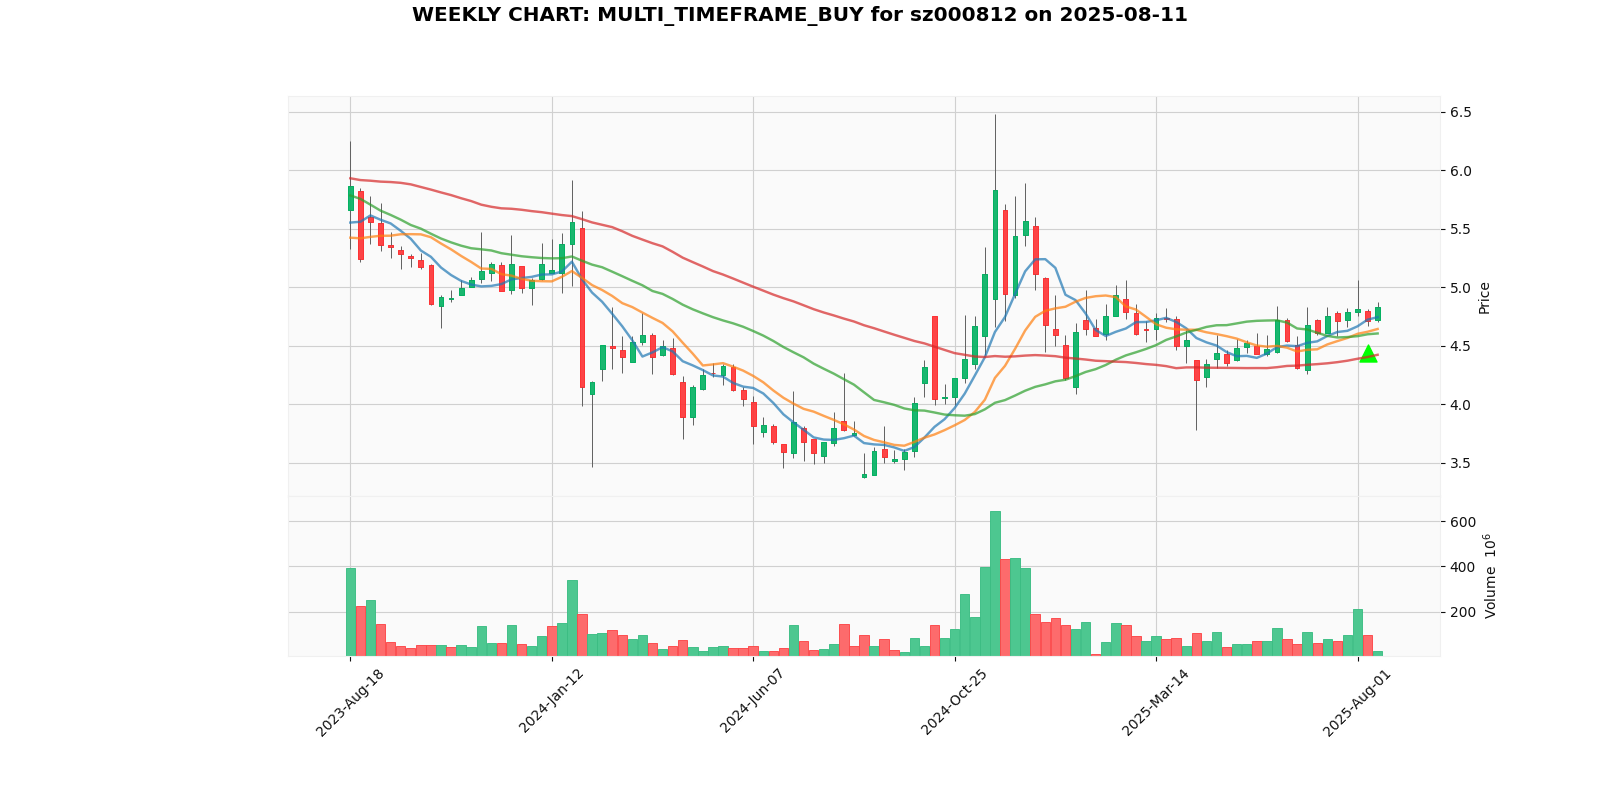 WEEKLY CHART: MULTI_TIMEFRAME_BUY for sz000812 on 2025-08-11
6.5
6.0
5.5
5.0
4.5
4.0
3.5
Price
600
400
200
Volume 10^6
2023-Aug-18
2024-Jan-12
2024-Jun-07
2024-Oct-25
2025-Mar-14
2025-Aug-01